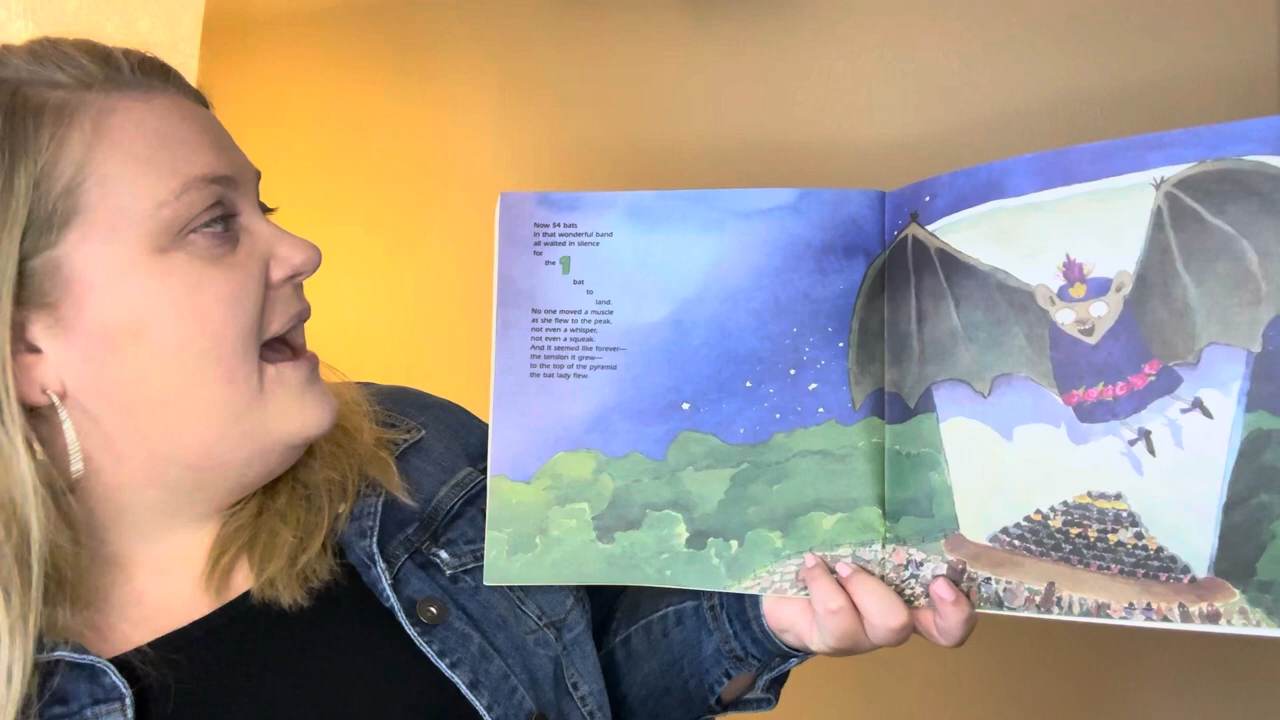 Now 54 bats
in that wonderful band
all waited in silence
for
the 1
bat
to
land.
No one moved a muscle
as she flew to the peak,
not even a whisper,
not even a squeak.
And it seemed like forever—
the tension it grew—
to the top of the pyramid
the bat lady flew.